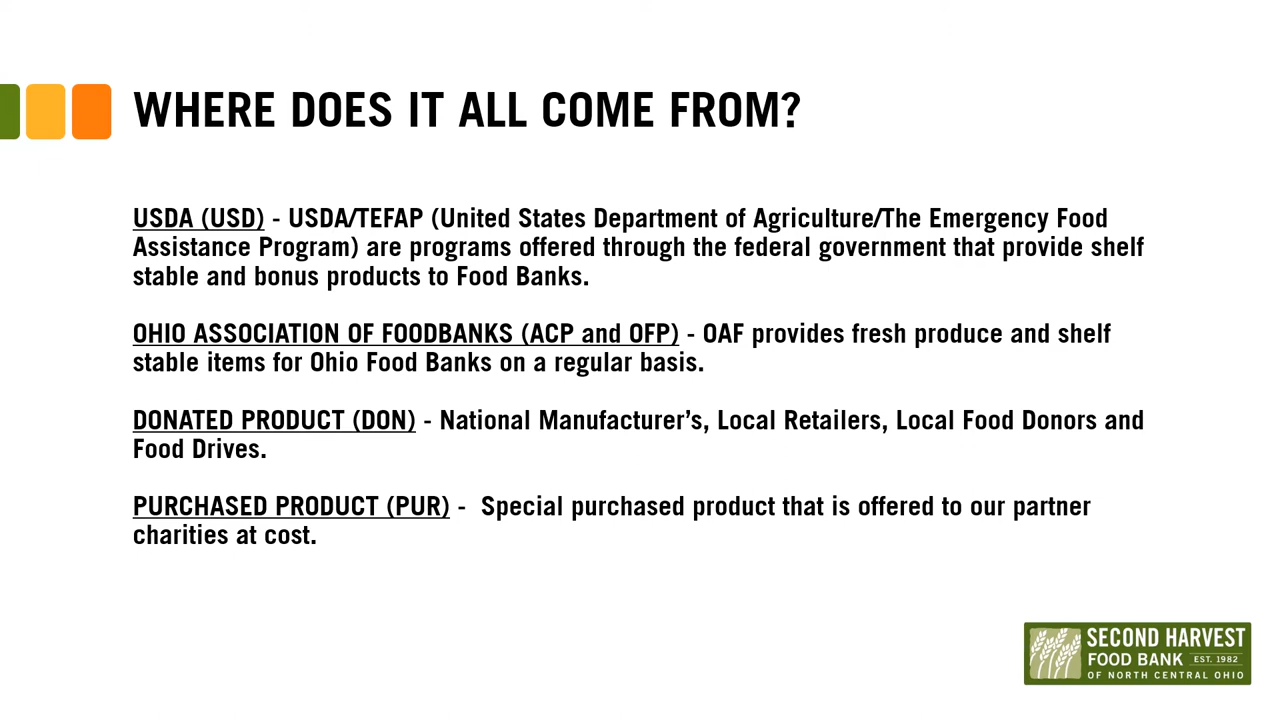 WHERE DOES IT ALL COME FROM?
USDA (USD) - USDA/TEFAP (United States Department of Agriculture/The Emergency Food
Assistance Program) are programs offered through the federal government that provide shelf
stable and bonus products to Food Banks.
OHIO ASSOCIATION OF FOODBANKS (ACP and OFP) - OAF provides fresh produce and shelf
stable items for Ohio Food Banks on a regular basis.
DONATED PRODUCT (DON) - National Manufacturer’s, Local Retailers, Local Food Donors and
Food Drives.
PURCHASED PRODUCT (PUR) -  Special purchased product that is offered to our partner
charities at cost.
SECOND HARVEST
FOOD BANK EST. 1982
OF NORTH CENTRAL OHIO